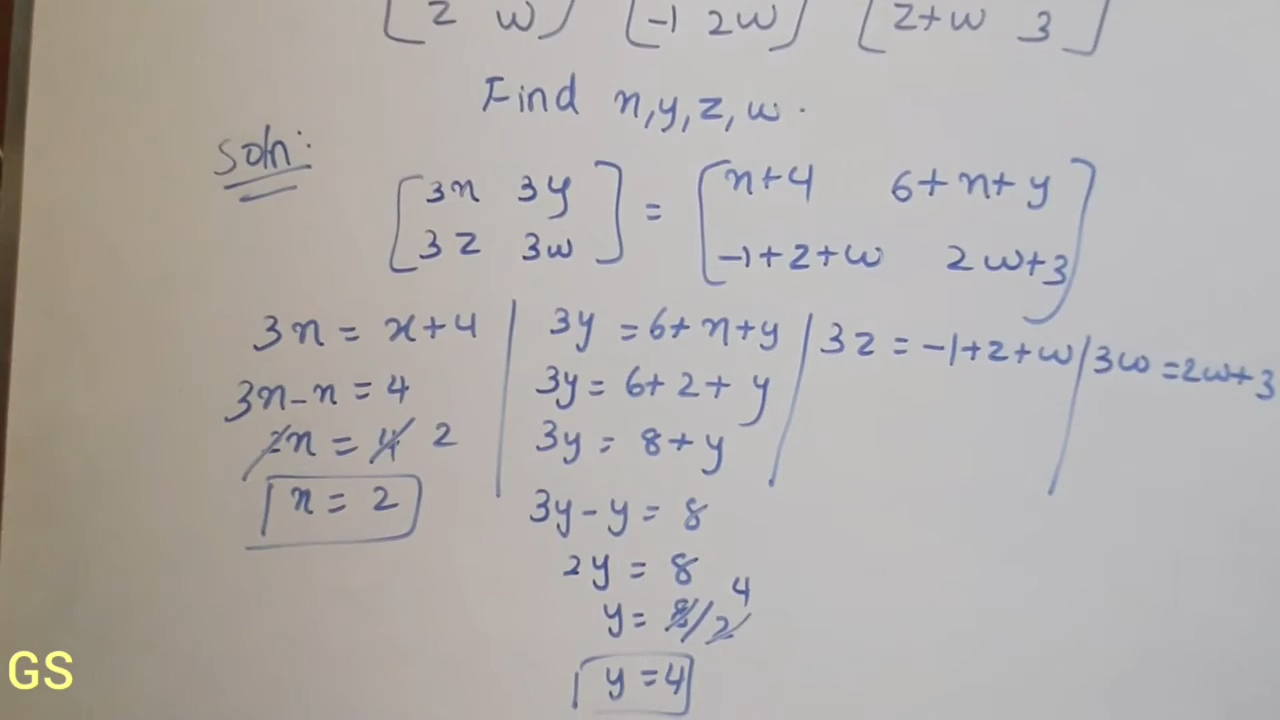 [z w] [-1 2w] [z+w 3]
Find x,y,z,w.
Soln:
[3x 3y] = [x+4 6+x+y]
[3z 3w] [-1+z+w 2w+3]
3x = x+4 | 3y = 6+x+y | 3z = -1+z+w | 3w = 2w+3
3x-x = 4 3y = 6+2+y
2x = 4 2 3y = 8+y
x = 2 3y-y = 8
2y = 8
y = 8/2 4
y = 4
GS